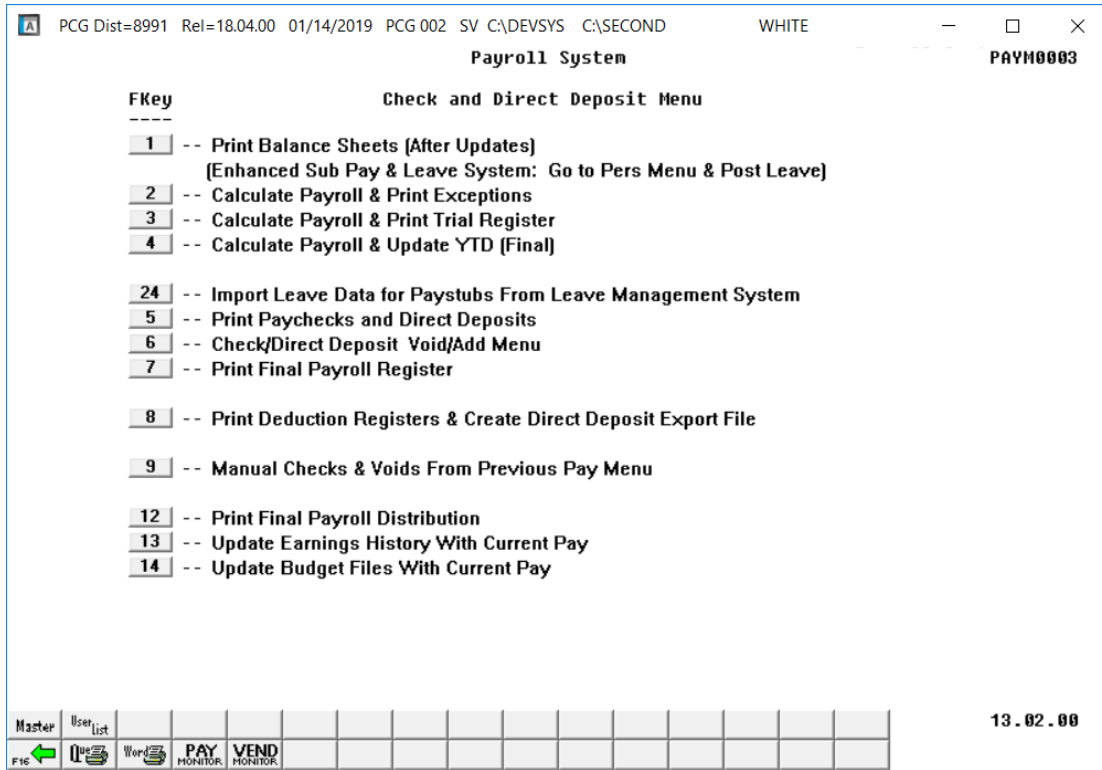 A PCG Dist=8991 Rel=18.04.00 01/14/2019 PCG 002 SV C:\DEVSYS C:\SECOND WHITE
Payroll System PAYM0003
FKey Check and Direct Deposit Menu
----
1 -- Print Balance Sheets (After Updates)
(Enhanced Sub Pay & Leave System: Go to Pers Menu & Post Leave)
2 -- Calculate Payroll & Print Exceptions
3 -- Calculate Payroll & Print Trial Register
4 -- Calculate Payroll & Update YTD (Final)
24 -- Import Leave Data for Paystubs From Leave Management System
5 -- Print Paychecks and Direct Deposits
6 -- Check/Direct Deposit Void/Add Menu
7 -- Print Final Payroll Register
8 -- Print Deduction Registers & Create Direct Deposit Export File
9 -- Manual Checks & Voids From Previous Pay Menu
12 -- Print Final Payroll Distribution
13 -- Update Earnings History With Current Pay
14 -- Update Budget Files With Current Pay
Master User List 13.02.00
F16 Que Word PAY MONITOR VEND MONITOR